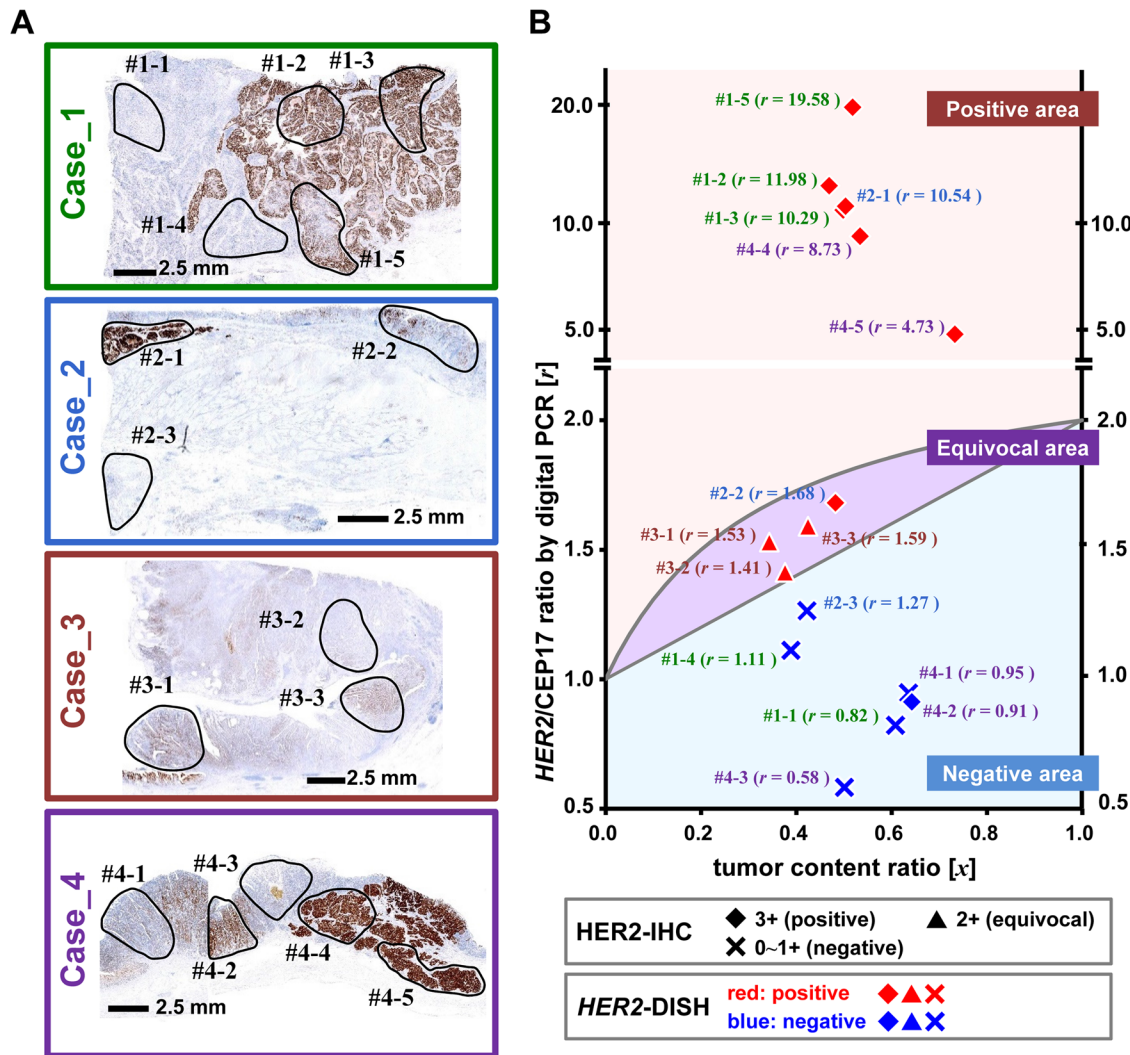 A
Case_1
#1-1
#1-2
#1-3
#1-4
#1-5
2.5 mm
Case_2
#2-1
#2-2
#2-3
2.5 mm
Case_3
#3-2
#3-1
#3-3
2.5 mm
Case_4
#4-1
#4-3
#4-2
#4-4
#4-5
2.5 mm
B
HER2/CEP17 ratio by digital PCR [r]
20.0
10.0
5.0
2.0
1.5
1.0
0.5
10.0
5.0
2.0
1.5
1.0
0.5
Positive area
#1-5 (r = 19.58 )
#1-2 (r = 11.98 )
#2-1 (r = 10.54 )
#1-3 (r = 10.29 )
#4-4 (r = 8.73 )
#4-5 (r = 4.73 )
Equivocal area
#2-2 (r = 1.68 )
#3-1 (r = 1.53 )
#3-3 (r = 1.59 )
#3-2 (r = 1.41 )
#2-3 (r = 1.27 )
#1-4 (r = 1.11 )
#4-1 (r = 0.95 )
#4-2 (r = 0.91 )
#1-1 (r = 0.82 )
#4-3 (r = 0.58 )
Negative area
0.0 0.2 0.4 0.6 0.8 1.0
tumor content ratio [x]
HER2-IHC
3+ (positive)
2+ (equivocal)
0~1+ (negative)
HER2-DISH
red: positive
blue: negative